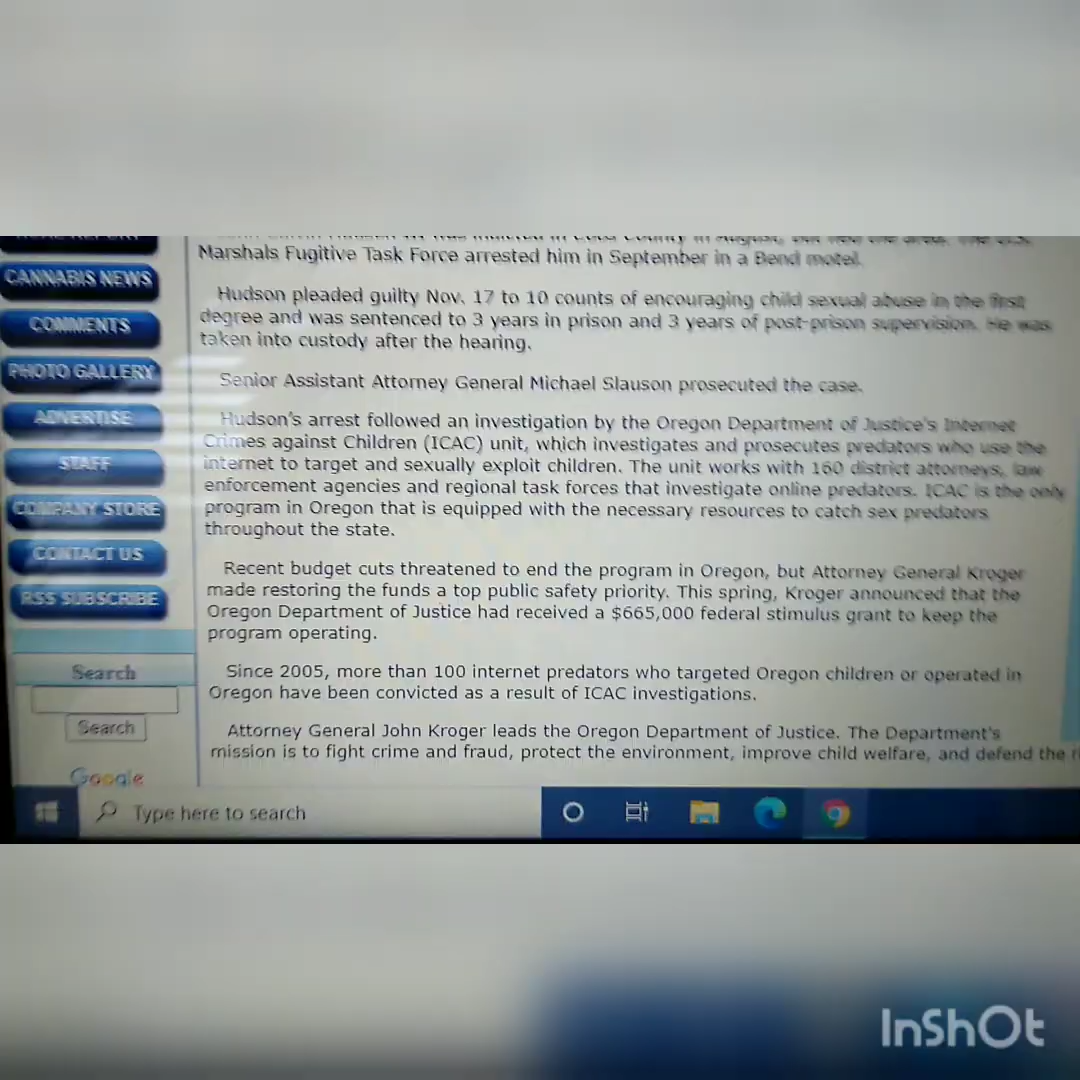 CANNABIS NEWS
COMMENTS
PHOTO GALLERY
ADVERTISE
STAFF
COMPANY STORE
CONTACT US
RSS SUBSCRIBE
Search
Search
Google
Marshals Fugitive Task Force arrested him in September in a Bend motel.
Hudson pleaded guilty Nov. 17 to 10 counts of encouraging child sexual abuse in the first
degree and was sentenced to 3 years in prison and 3 years of post-prison supervision. He was
taken into custody after the hearing.
Senior Assistant Attorney General Michael Slauson prosecuted the case.
Hudson's arrest followed an investigation by the Oregon Department of Justice's Internet
Crimes against Children (ICAC) unit, which investigates and prosecutes predators who use the
internet to target and sexually exploit children. The unit works with 160 district attorneys, law
enforcement agencies and regional task forces that investigate online predators. ICAC is the only
program in Oregon that is equipped with the necessary resources to catch sex predators
throughout the state.
Recent budget cuts threatened to end the program in Oregon, but Attorney General Kroger
made restoring the funds a top public safety priority. This spring, Kroger announced that the
Oregon Department of Justice had received a $665,000 federal stimulus grant to keep the
program operating.
Since 2005, more than 100 internet predators who targeted Oregon children or operated in
Oregon have been convicted as a result of ICAC investigations.
Attorney General John Kroger leads the Oregon Department of Justice. The Department's
mission is to fight crime and fraud, protect the environment, improve child welfare, and defend the
Type here to search
InShOt